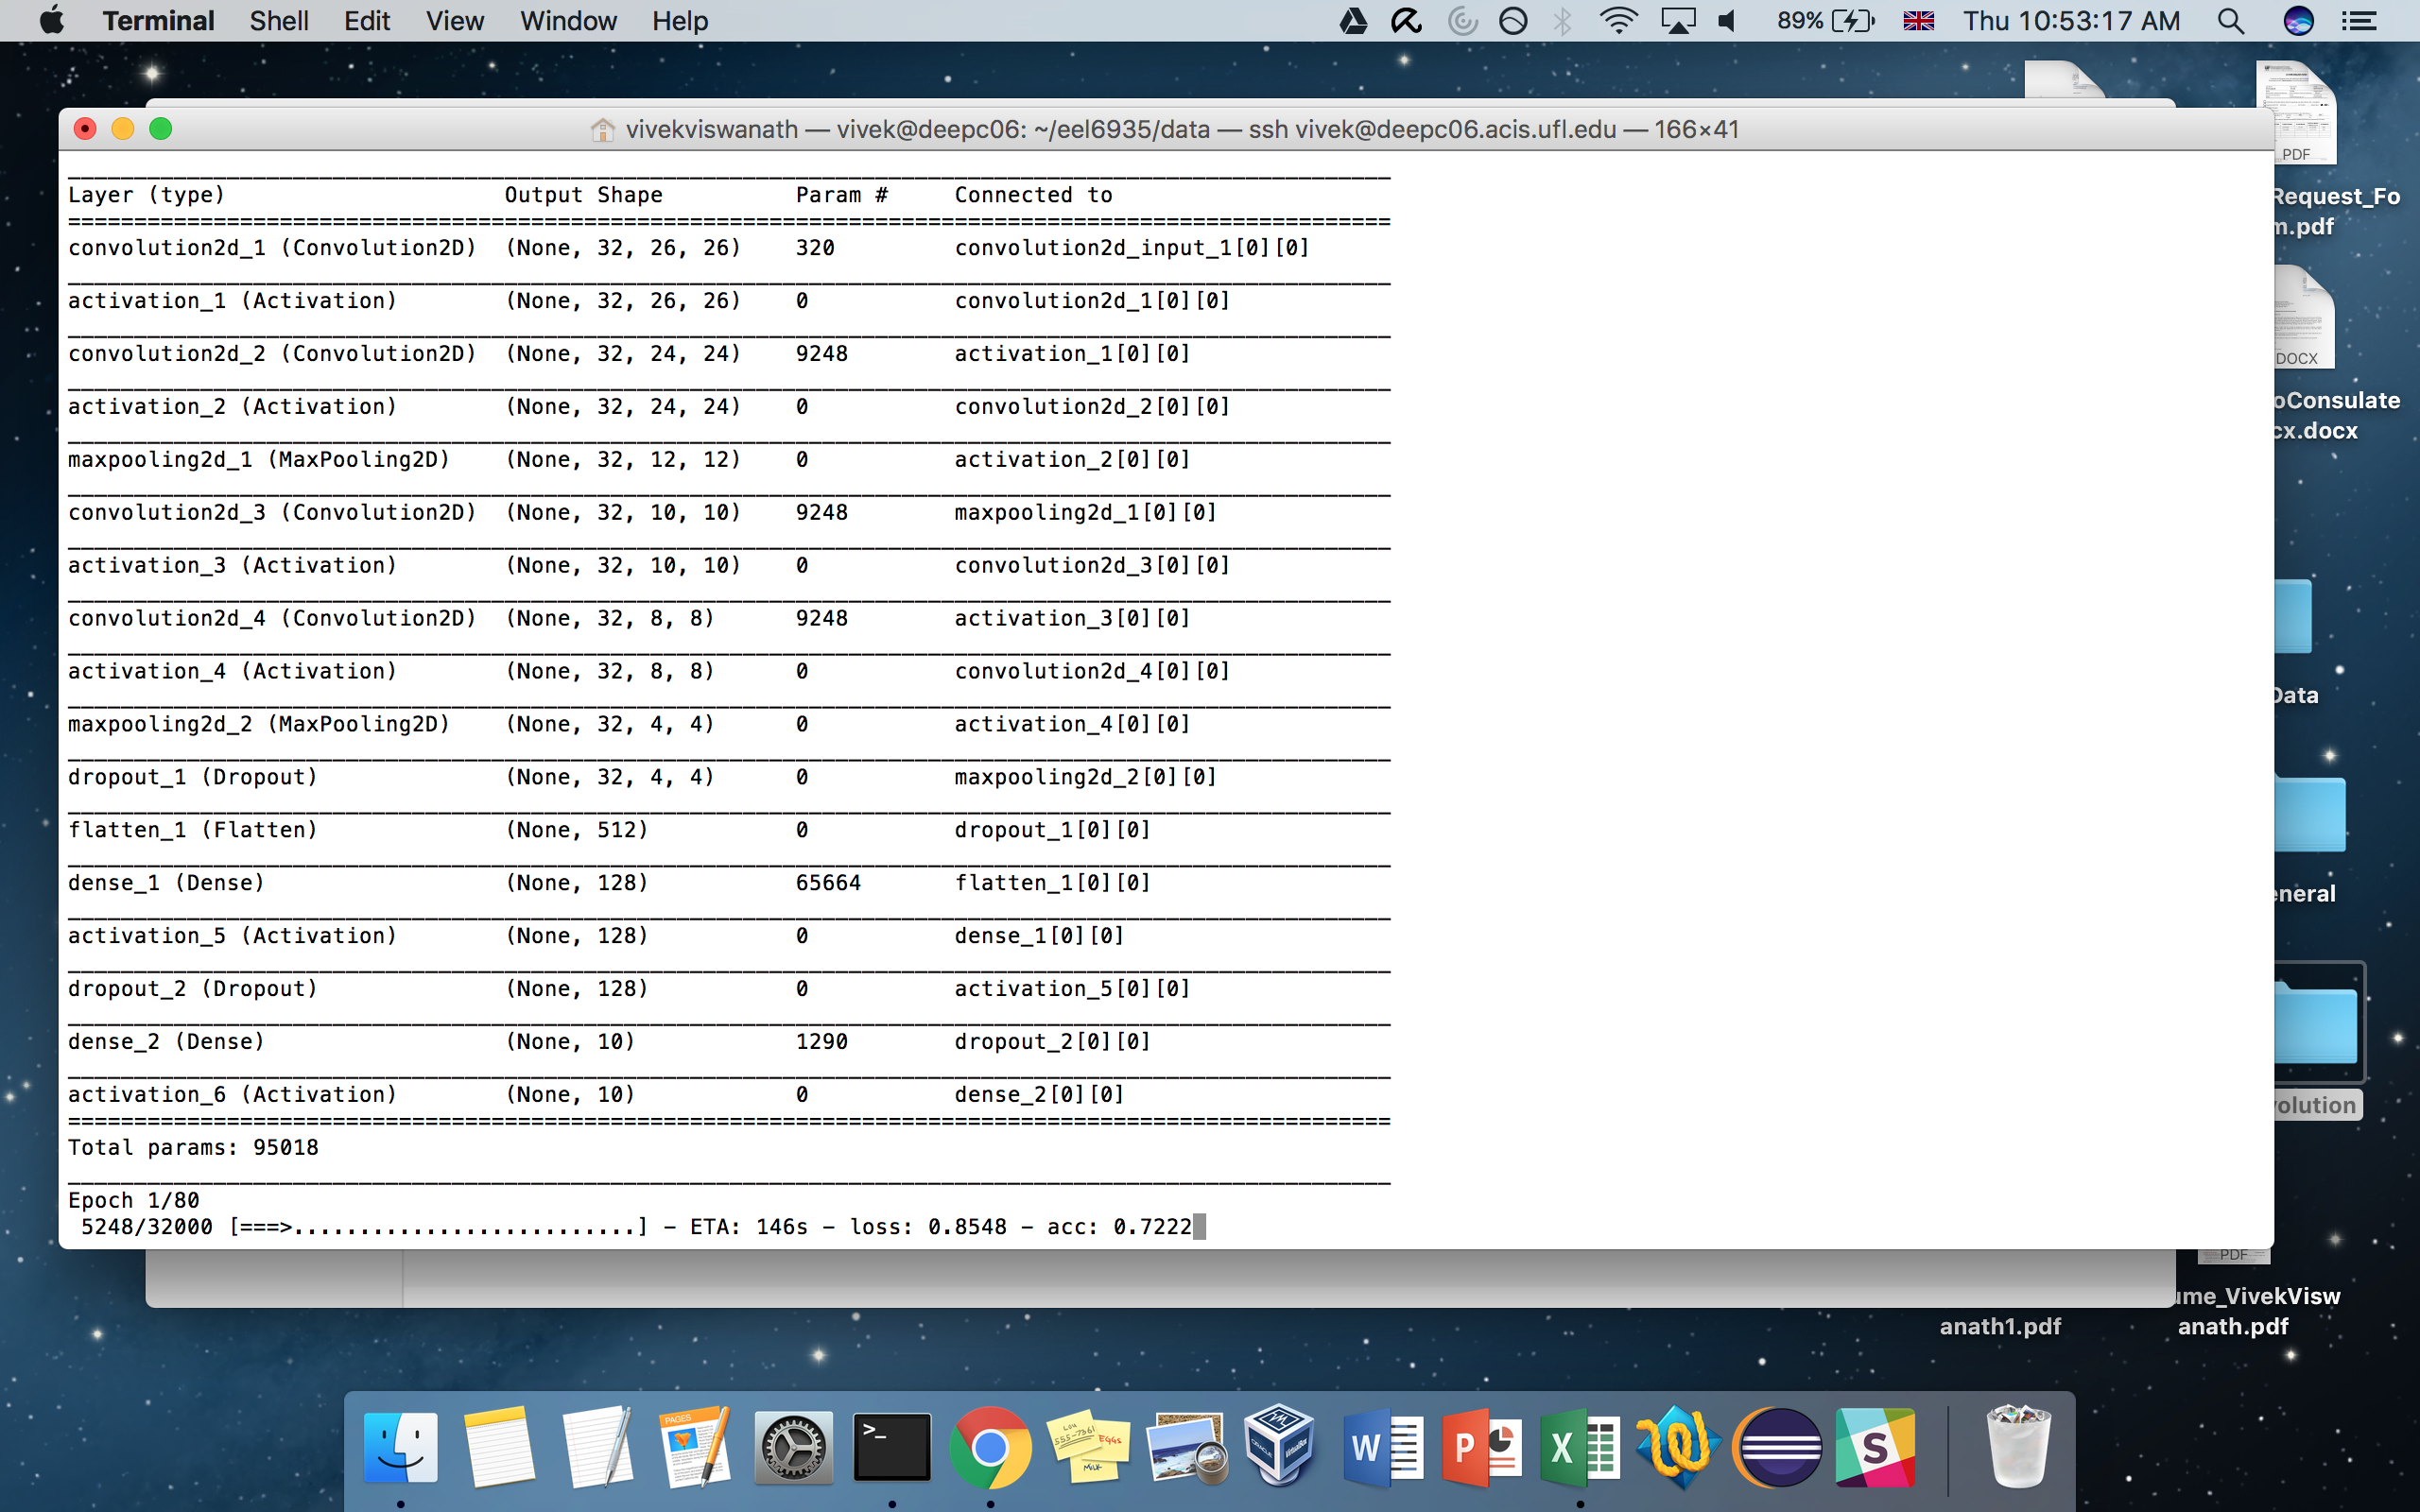 Terminal Shell Edit View Window Help 89% Thu 10:53:17 AM
vivekviswanath — vivek@deepc06: ~/eel6935/data — ssh vivek@deepc06.acis.ufl.edu — 166×41
Layer (type) Output Shape Param # Connected to
====================================================================================================
convolution2d_1 (Convolution2D) (None, 32, 26, 26) 320 convolution2d_input_1[0][0]
activation_1 (Activation) (None, 32, 26, 26) 0 convolution2d_1[0][0]
convolution2d_2 (Convolution2D) (None, 32, 24, 24) 9248 activation_1[0][0]
activation_2 (Activation) (None, 32, 24, 24) 0 convolution2d_2[0][0]
maxpooling2d_1 (MaxPooling2D) (None, 32, 12, 12) 0 activation_2[0][0]
convolution2d_3 (Convolution2D) (None, 32, 10, 10) 9248 maxpooling2d_1[0][0]
activation_3 (Activation) (None, 32, 10, 10) 0 convolution2d_3[0][0]
convolution2d_4 (Convolution2D) (None, 32, 8, 8) 9248 activation_3[0][0]
activation_4 (Activation) (None, 32, 8, 8) 0 convolution2d_4[0][0]
maxpooling2d_2 (MaxPooling2D) (None, 32, 4, 4) 0 activation_4[0][0]
dropout_1 (Dropout) (None, 32, 4, 4) 0 maxpooling2d_2[0][0]
flatten_1 (Flatten) (None, 512) 0 dropout_1[0][0]
dense_1 (Dense) (None, 128) 65664 flatten_1[0][0]
activation_5 (Activation) (None, 128) 0 dense_1[0][0]
dropout_2 (Dropout) (None, 128) 0 activation_5[0][0]
dense_2 (Dense) (None, 10) 1290 dropout_2[0][0]
activation_6 (Activation) (None, 10) 0 dense_2[0][0]
====================================================================================================
Total params: 95018
Epoch 1/80
5248/32000 [===>..........................] - ETA: 146s - loss: 0.8548 - acc: 0.7222
PDF
Request_Fo
m.pdf
DOCX
oConsulate
cx.docx
Data
eneral
volution
PDF
ume_VivekVisw
anath.pdf
anath1.pdf
PAGES